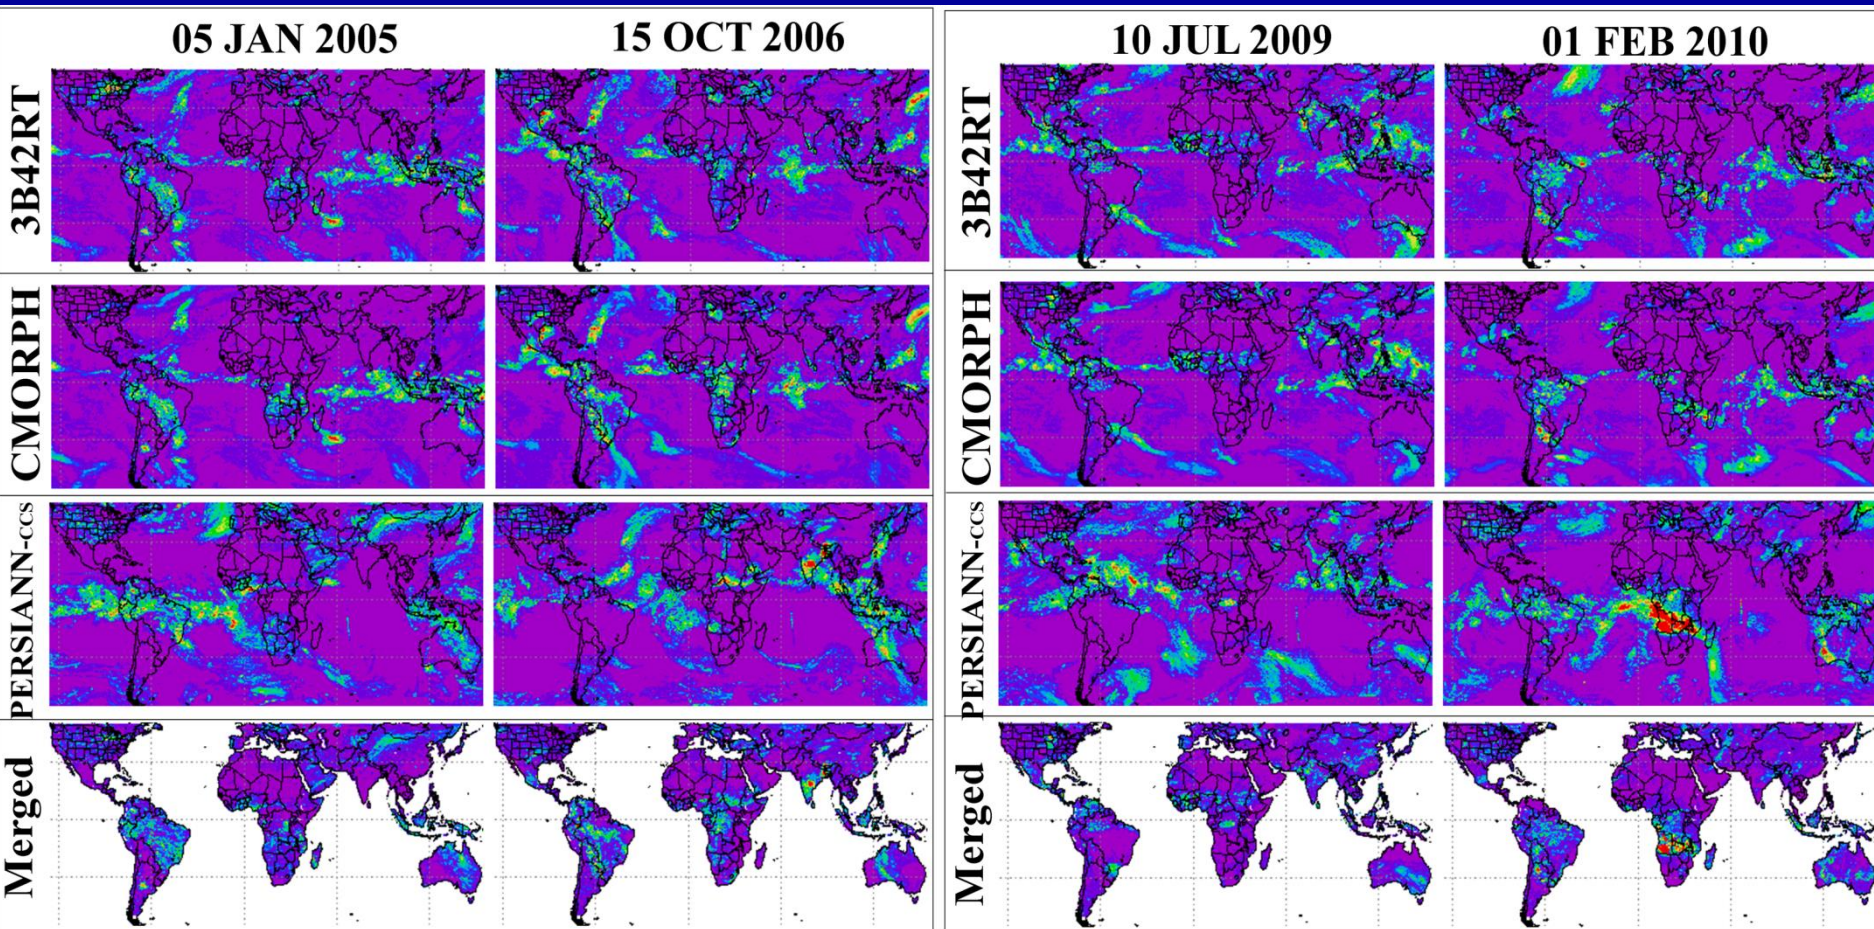 05 JAN 2005
15 OCT 2006
10 JUL 2009
01 FEB 2010
3B42RT
3B42RT
CMORPH
CMORPH
PERSIANN-CCS
PERSIANN-CCS
Merged
Merged